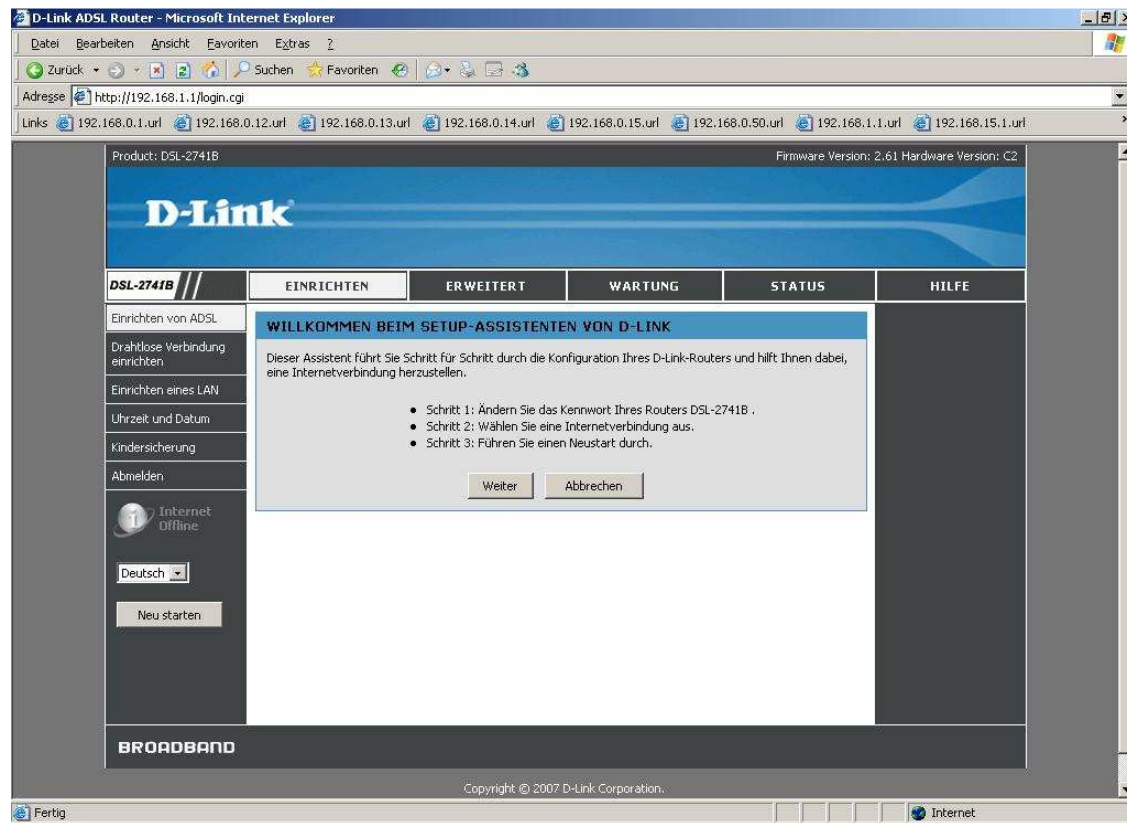 D-Link ADSL Router - Microsoft Internet Explorer
Datei Bearbeiten Ansicht Favoriten Extras ?
Zurück Suchen Favoriten
Adresse http://192.168.1.1/login.cgi
Links 192.168.0.1.url 192.168.0.12.url 192.168.0.13.url 192.168.0.14.url 192.168.0.15.url 192.168.0.50.url 192.168.1.1.url 192.168.15.1.url
Product: DSL-2741B Firmware Version: 2.61 Hardware Version: C2
D-Link
DSL-2741B EINRICHTEN ERWEITERT WARTUNG STATUS HILFE
Einrichten von ADSL
Drahtlose Verbindung
einrichten
Einrichten eines LAN
Uhrzeit und Datum
Kindersicherung
Abmelden
Internet
Offline
Deutsch
Neu starten
WILLKOMMEN BEIM SETUP-ASSISTENTEN VON D-LINK
Dieser Assistent führt Sie Schritt für Schritt durch die Konfiguration Ihres D-Link-Routers und hilft Ihnen dabei,
eine Internetverbindung herzustellen.
● Schritt 1: Ändern Sie das Kennwort Ihres Routers DSL-2741B .
● Schritt 2: Wählen Sie eine Internetverbindung aus.
● Schritt 3: Führen Sie einen Neustart durch.
Weiter Abbrechen
BROADBAND
Copyright © 2007 D-Link Corporation.
Fertig Internet